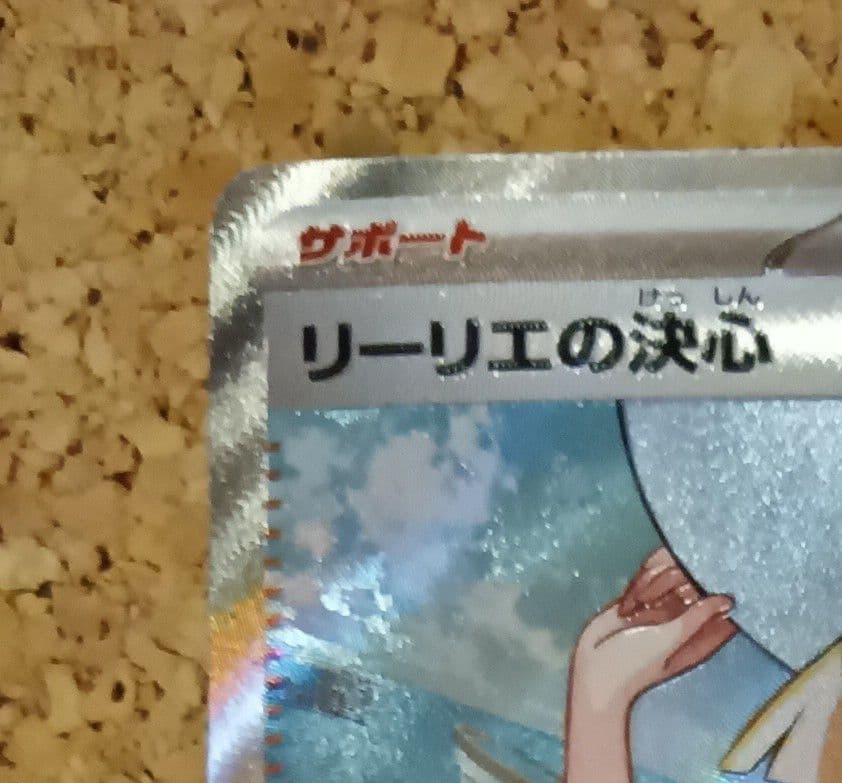 サポート
けっ しん
リーリエの決心